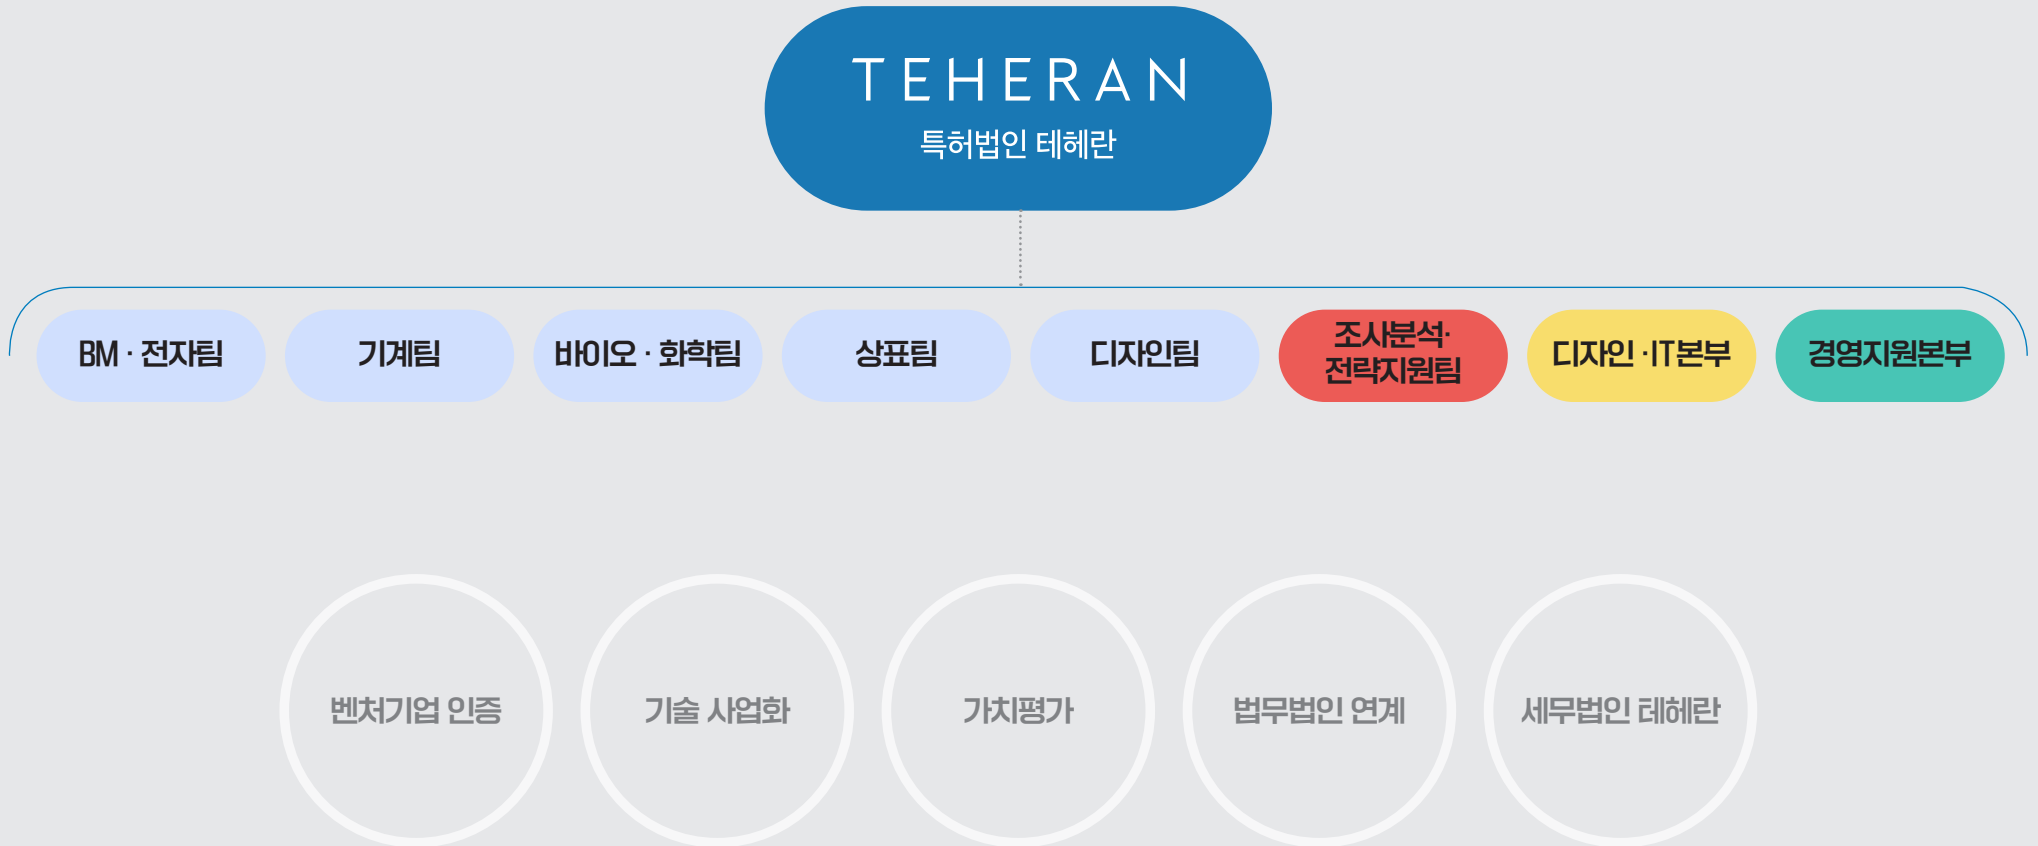 TEHERAN
특허법인 테헤란
BM · 전자팀
기계팀
바이오 · 화학팀
상표팀
디자인팀
조사분석·
전략지원팀
디자인 ·IT본부
경영지원본부
벤처기업 인증
기술 사업화
가치평가
법무법인 연계
세무법인 테헤란